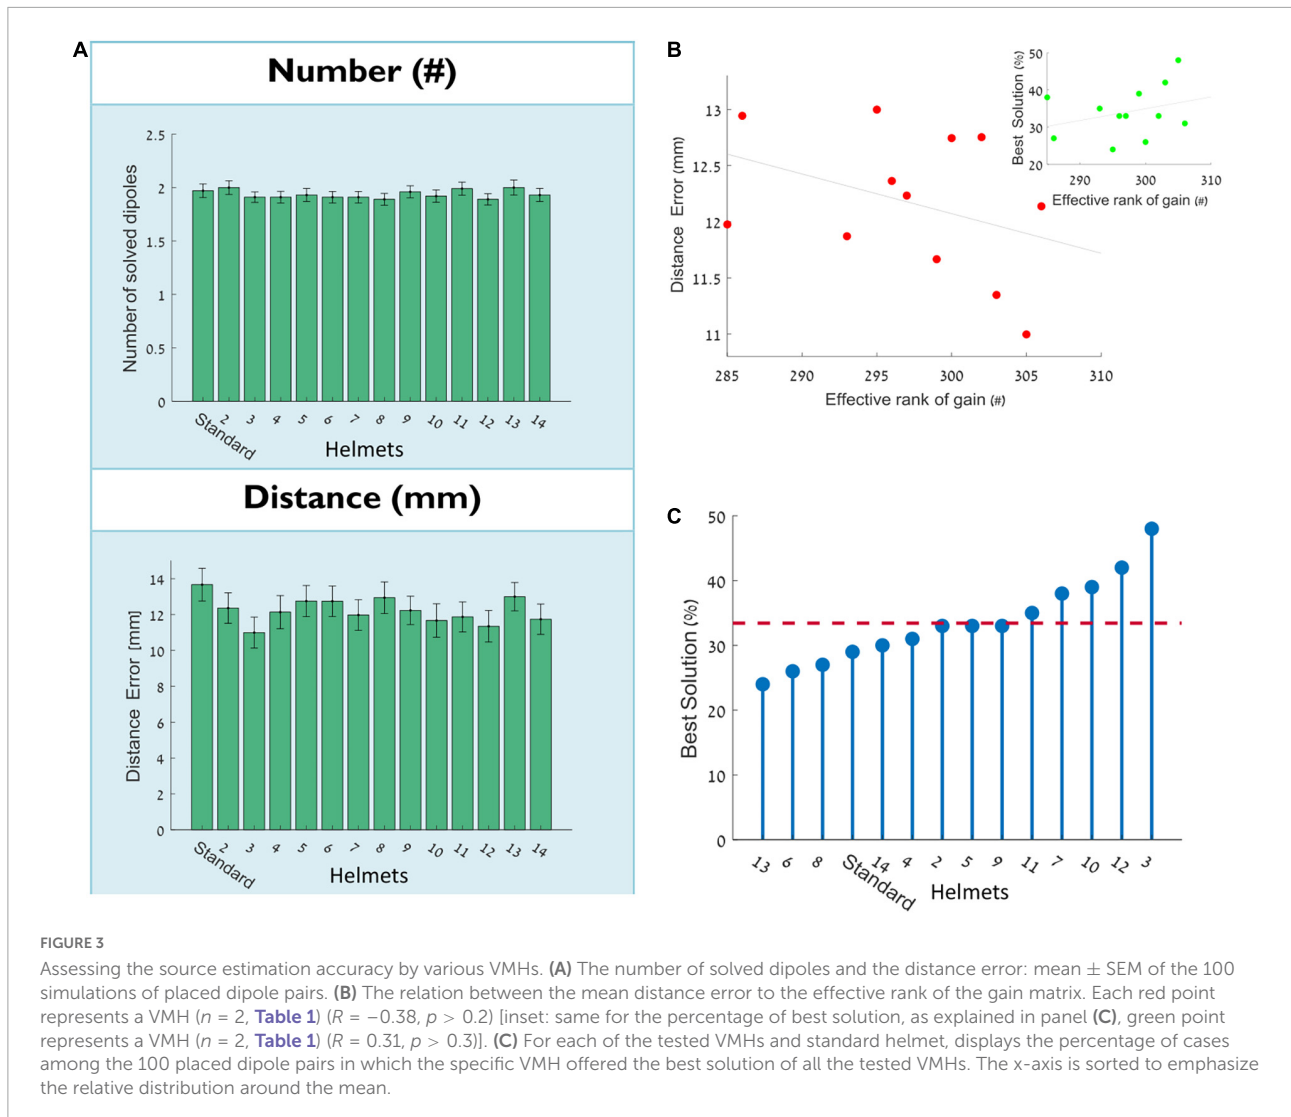 A
Number (#)
Number of solved dipoles
2.5
2
1.5
1
0.5
0
Standard 2 3 4 5 6 7 8 9 10 11 12 13 14
Helmets
Distance (mm)
Distance Error [mm]
14
12
10
8
6
4
2
0
Standard 2 3 4 5 6 7 8 9 10 11 12 13 14
Helmets
B
Distance Error (mm)
13
12.5
12
11.5
11
285 290 295 300 305 310
Effective rank of gain (#)
Best Solution (%)
50
40
30
20
290 300 310
Effective rank of gain (#)
C
Best Solution (%)
50
40
30
20
10
0
13 6 8 Standard 14 4 2 5 9 11 7 10 12 3
Helmets
FIGURE 3
Assessing the source estimation accuracy by various VMHs. (A) The number of solved dipoles and the distance error: mean ± SEM of the 100
simulations of placed dipole pairs. (B) The relation between the mean distance error to the effective rank of the gain matrix. Each red point
represents a VMH (n = 2, Table 1) (R = −0.38, p > 0.2) [inset: same for the percentage of best solution, as explained in panel (C), green point
represents a VMH (n = 2, Table 1) (R = 0.31, p > 0.3)]. (C) For each of the tested VMHs and standard helmet, displays the percentage of cases
among the 100 placed dipole pairs in which the specific VMH offered the best solution of all the tested VMHs. The x-axis is sorted to emphasize
the relative distribution around the mean.